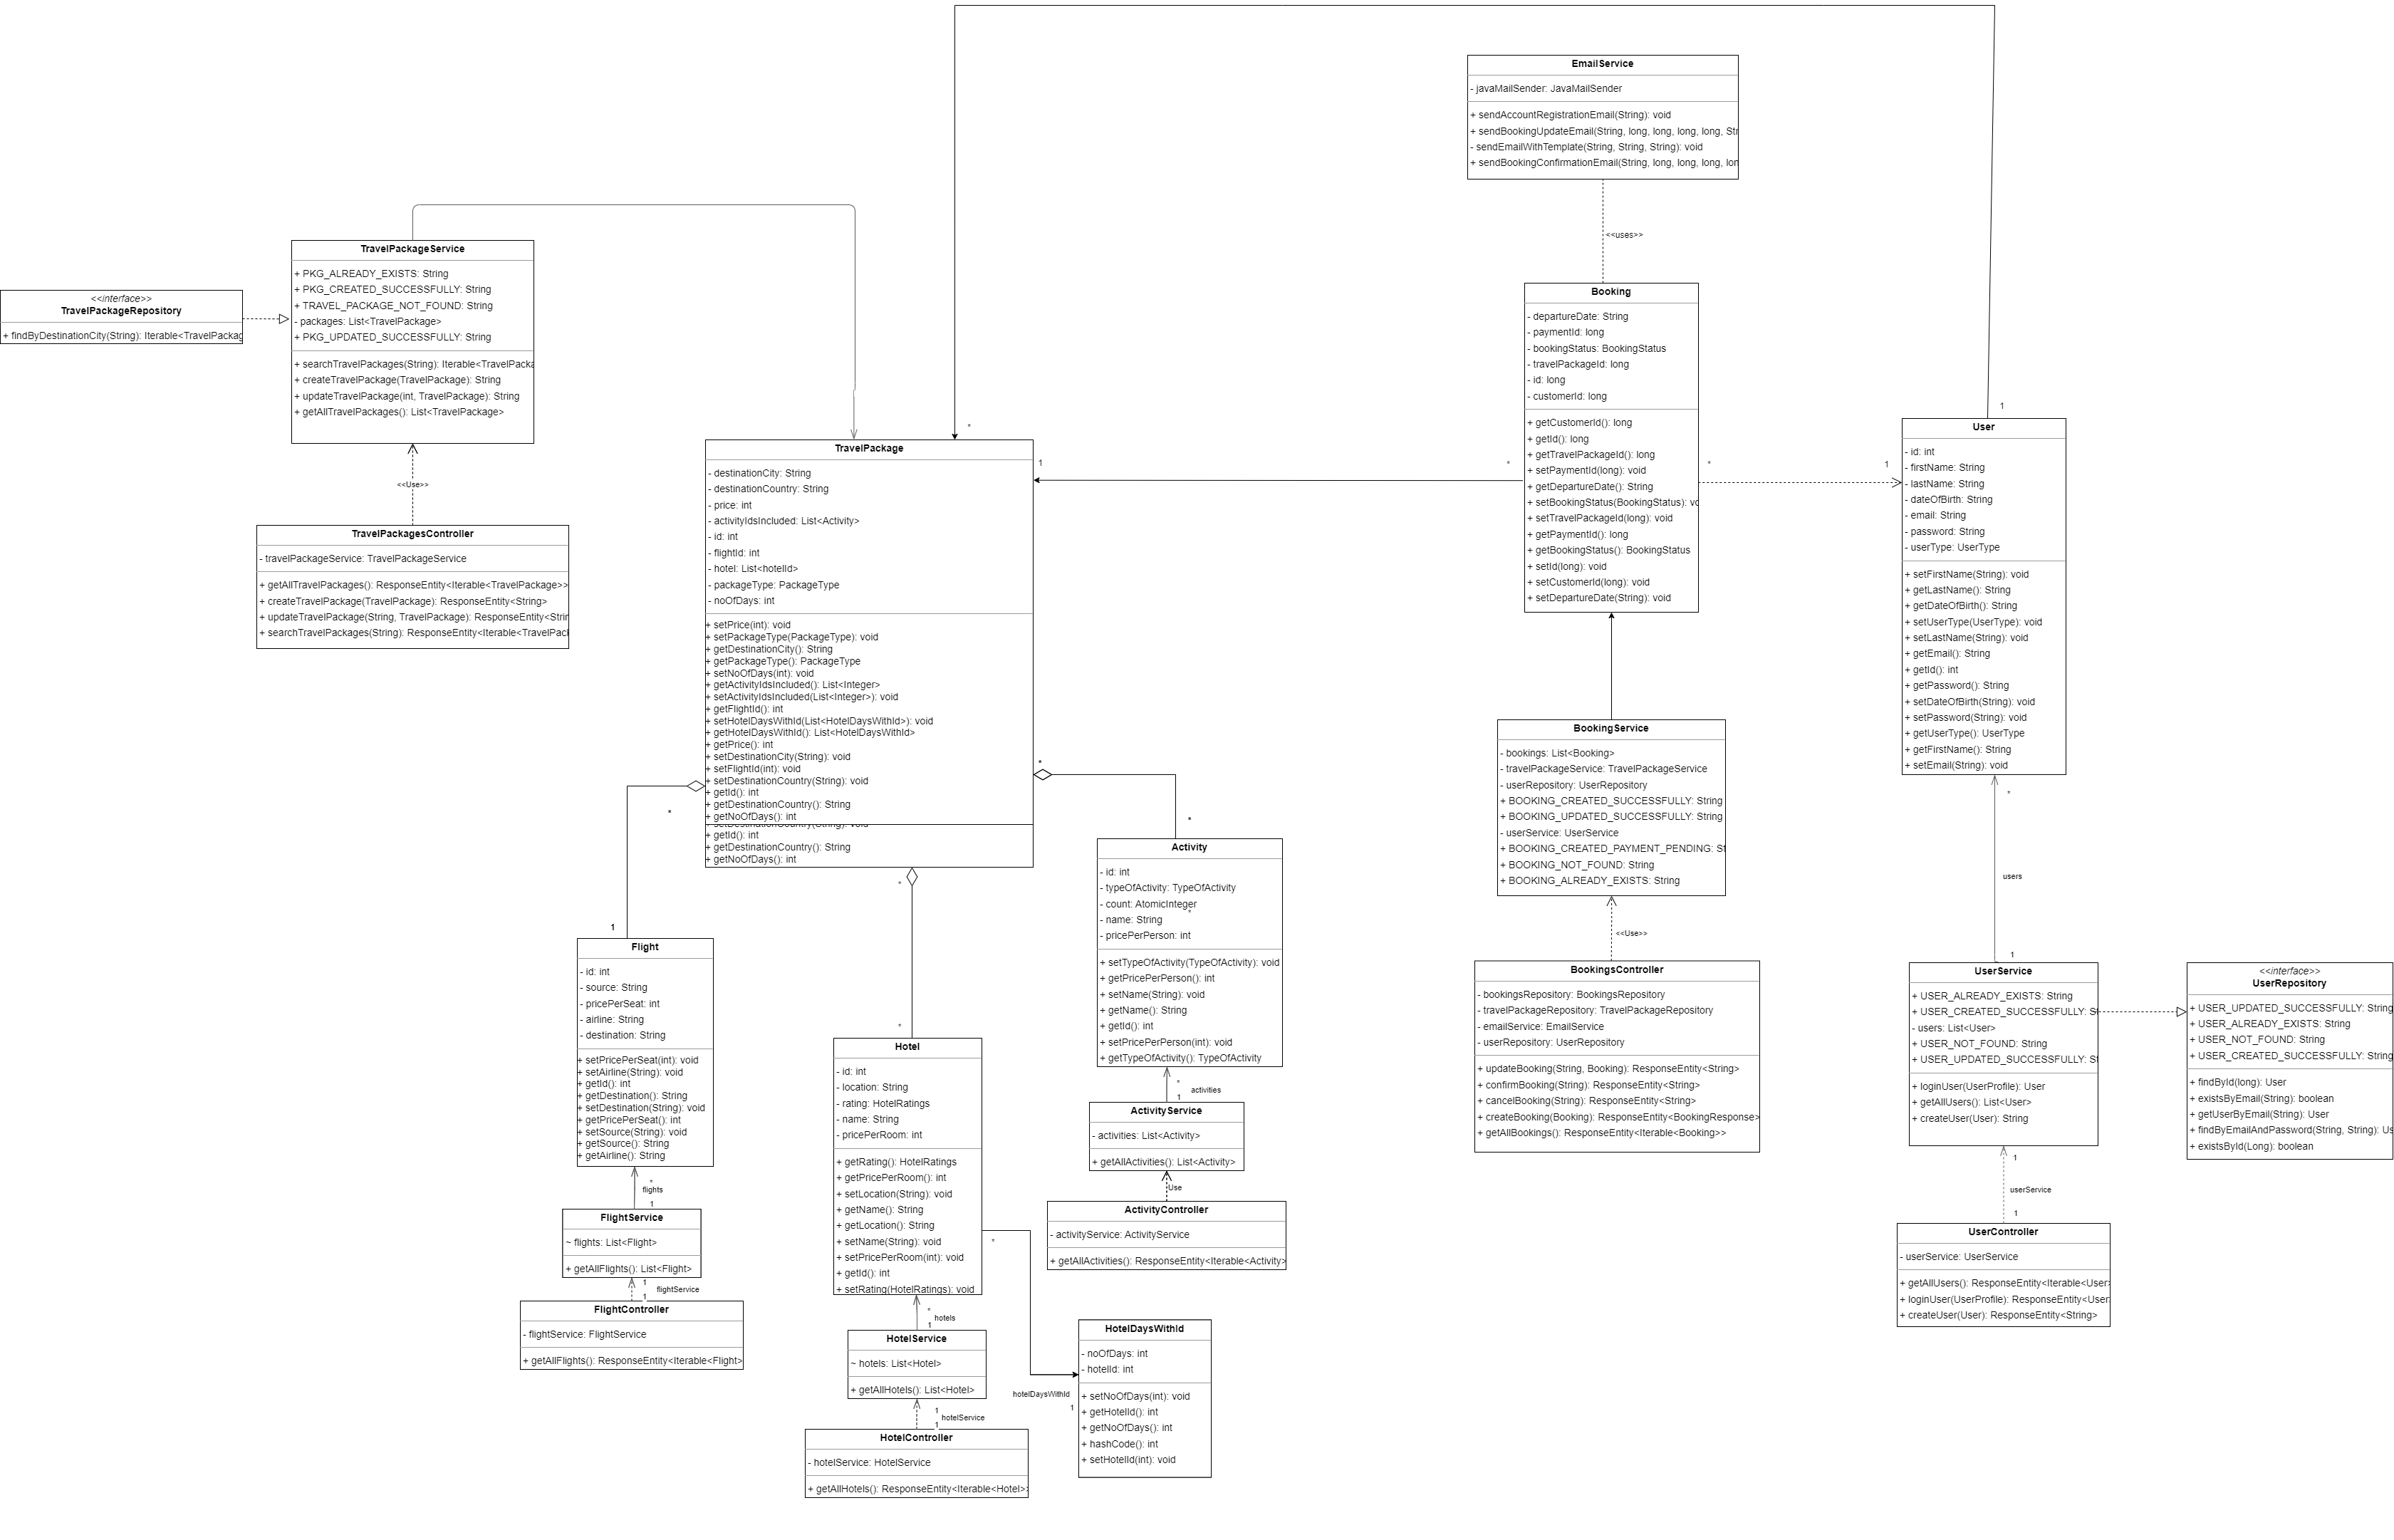 EmailService
- javaMailSender: JavaMailSender
+ sendAccountRegistrationEmail(String): void
+ sendBookingUpdateEmail(String, long, long, long, long, Str
- sendEmailWithTemplate(String, String, String): void
+ sendBookingConfirmationEmail(String, long, long, long, lon
<<uses>>
TravelPackageService
+ PKG_ALREADY_EXISTS: String
+ PKG_CREATED_SUCCESSFULLY: String
+ TRAVEL_PACKAGE_NOT_FOUND: String
- packages: List<TravelPackage>
+ PKG_UPDATED_SUCCESSFULLY: String
+ searchTravelPackages(String): Iterable<TravelPacka
+ createTravelPackage(TravelPackage): String
+ updateTravelPackage(int, TravelPackage): String
+ getAllTravelPackages(): List<TravelPackage>
<<interface>>
TravelPackageRepository
+ findByDestinationCity(String): Iterable<TravelPackag
<<Use>>
TravelPackagesController
- travelPackageService: TravelPackageService
+ getAllTravelPackages(): ResponseEntity<Iterable<TravelPackage>>
+ createTravelPackage(TravelPackage): ResponseEntity<String>
+ updateTravelPackage(String, TravelPackage): ResponseEntity<Strin
+ searchTravelPackages(String): ResponseEntity<Iterable<TravelPack
*
TravelPackage
- destinationCity: String
- destinationCountry: String
- price: int
- activityIdsIncluded: List<Activity>
- id: int
- flightId: int
- hotel: List<hotelId>
- packageType: PackageType
- noOfDays: int
+ setPrice(int): void
+ setPackageType(PackageType): void
+ getDestinationCity(): String
+ getPackageType(): PackageType
+ setNoOfDays(int): void
+ getActivityIdsIncluded(): List<Integer>
+ setActivityIdsIncluded(List<Integer>): void
+ getFlightId(): int
+ setHotelDaysWithId(List<HotelDaysWithId>): void
+ getHotelDaysWithId(): List<HotelDaysWithId>
+ getPrice(): int
+ setDestinationCity(String): void
+ setFlightId(int): void
+ setDestinationCountry(String): void
+ getId(): int
+ getDestinationCountry(): String
+ getNoOfDays(): int
+ setDestinationCountry(String): void
+ getId(): int
+ getDestinationCountry(): String
+ getNoOfDays(): int
1
*
Booking
- departureDate: String
- paymentId: long
- bookingStatus: BookingStatus
- travelPackageId: long
- id: long
- customerId: long
+ getCustomerId(): long
+ getId(): long
+ getTravelPackageId(): long
+ setPaymentId(long): void
+ getDepartureDate(): String
+ setBookingStatus(BookingStatus): vo
+ setTravelPackageId(long): void
+ getPaymentId(): long
+ getBookingStatus(): BookingStatus
+ setId(long): void
+ setCustomerId(long): void
+ setDepartureDate(String): void
*
1
1
User
- id: int
- firstName: String
- lastName: String
- dateOfBirth: String
- email: String
- password: String
- userType: UserType
+ setFirstName(String): void
+ getLastName(): String
+ getDateOfBirth(): String
+ setUserType(UserType): void
+ setLastName(String): void
+ getEmail(): String
+ getId(): int
+ getPassword(): String
+ setDateOfBirth(String): void
+ setPassword(String): void
+ getUserType(): UserType
+ getFirstName(): String
+ setEmail(String): void
*
users
1
BookingService
- bookings: List<Booking>
- travelPackageService: TravelPackageService
- userRepository: UserRepository
+ BOOKING_CREATED_SUCCESSFULLY: String
+ BOOKING_UPDATED_SUCCESSFULLY: String
- userService: UserService
+ BOOKING_CREATED_PAYMENT_PENDING: St
+ BOOKING_NOT_FOUND: String
+ BOOKING_ALREADY_EXISTS: String
<<Use>>
BookingsController
- bookingsRepository: BookingsRepository
- travelPackageRepository: TravelPackageRepository
- emailService: EmailService
- userRepository: UserRepository
+ updateBooking(String, Booking): ResponseEntity<String>
+ confirmBooking(String): ResponseEntity<String>
+ cancelBooking(String): ResponseEntity<String>
+ createBooking(Booking): ResponseEntity<BookingResponse>
+ getAllBookings(): ResponseEntity<Iterable<Booking>>
*
*
Activity
- id: int
- typeOfActivity: TypeOfActivity
- count: AtomicInteger
*
- name: String
- pricePerPerson: int
+ setTypeOfActivity(TypeOfActivity): void
+ getPricePerPerson(): int
+ setName(String): void
+ getName(): String
+ getId(): int
+ setPricePerPerson(int): void
+ getTypeOfActivity(): TypeOfActivity
*
activities
1
ActivityService
- activities: List<Activity>
+ getAllActivities(): List<Activity>
Use
ActivityController
- activityService: ActivityService
+ getAllActivities(): ResponseEntity<Iterable<Activity>
*
1
Flight
- id: int
- source: String
- pricePerSeat: int
- airline: String
- destination: String
+ setPricePerSeat(int): void
+ setAirline(String): void
+ getId(): int
+ getDestination(): String
+ setDestination(String): void
+ getPricePerSeat(): int
+ setSource(String): void
+ getSource(): String
+ getAirline(): String
*
flights
1
FlightService
~ flights: List<Flight>
+ getAllFlights(): List<Flight>
1
flightService
1
FlightController
- flightService: FlightService
+ getAllFlights(): ResponseEntity<Iterable<Flight>
*
*
Hotel
- id: int
- location: String
- rating: HotelRatings
- name: String
- pricePerRoom: int
+ getRating(): HotelRatings
+ getPricePerRoom(): int
+ setLocation(String): void
+ getName(): String
+ getLocation(): String
+ setName(String): void
+ setPricePerRoom(int): void
+ getId(): int
+ setRating(HotelRatings): void
*
hotels
1
HotelService
~ hotels: List<Hotel>
+ getAllHotels(): List<Hotel>
1
hotelService
1
HotelController
- hotelService: HotelService
+ getAllHotels(): ResponseEntity<Iterable<Hotel>>
*
hotelDaysWithId
1
HotelDaysWithId
- noOfDays: int
- hotelId: int
+ setNoOfDays(int): void
+ getHotelId(): int
+ getNoOfDays(): int
+ hashCode(): int
+ setHotelId(int): void
UserService
+ USER_ALREADY_EXISTS: String
+ USER_CREATED_SUCCESSFULLY: St
- users: List<User>
+ USER_NOT_FOUND: String
+ USER_UPDATED_SUCCESSFULLY: St
+ loginUser(UserProfile): User
+ getAllUsers(): List<User>
+ createUser(User): String
<<interface>>
UserRepository
+ USER_UPDATED_SUCCESSFULLY: String
+ USER_ALREADY_EXISTS: String
+ USER_NOT_FOUND: String
+ USER_CREATED_SUCCESSFULLY: String
+ findById(long): User
+ existsByEmail(String): boolean
+ getUserByEmail(String): User
+ findByEmailAndPassword(String, String): Us
+ existsById(Long): boolean
1
userService
1
UserController
- userService: UserService
+ getAllUsers(): ResponseEntity<Iterable<User>
+ loginUser(UserProfile): ResponseEntity<User
+ createUser(User): ResponseEntity<String>